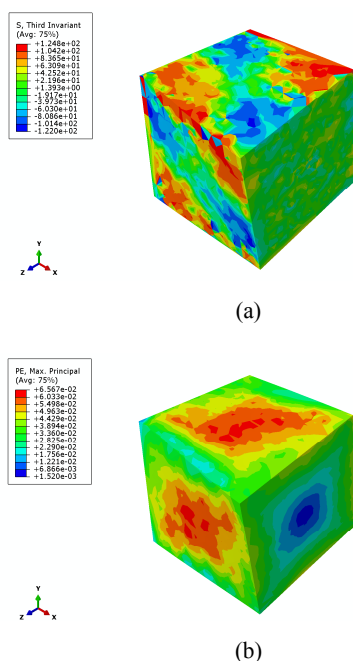 S, Third Invariant
(Avg: 75%)
+1.248e+02
+1.042e+02
+8.365e+01
+6.309e+01
+4.252e+01
+2.196e+01
+1.393e+00
-1.917e+01
-3.973e+01
-6.030e+01
-8.086e+01
-1.014e+02
-1.220e+02
Y
Z X
(a)
PE, Max. Principal
(Avg: 75%)
+6.567e-02
+6.033e-02
+5.498e-02
+4.963e-02
+4.429e-02
+3.894e-02
+3.360e-02
+2.825e-02
+2.290e-02
+1.756e-02
+1.221e-02
+6.866e-03
+1.520e-03
Y
Z X
(b)